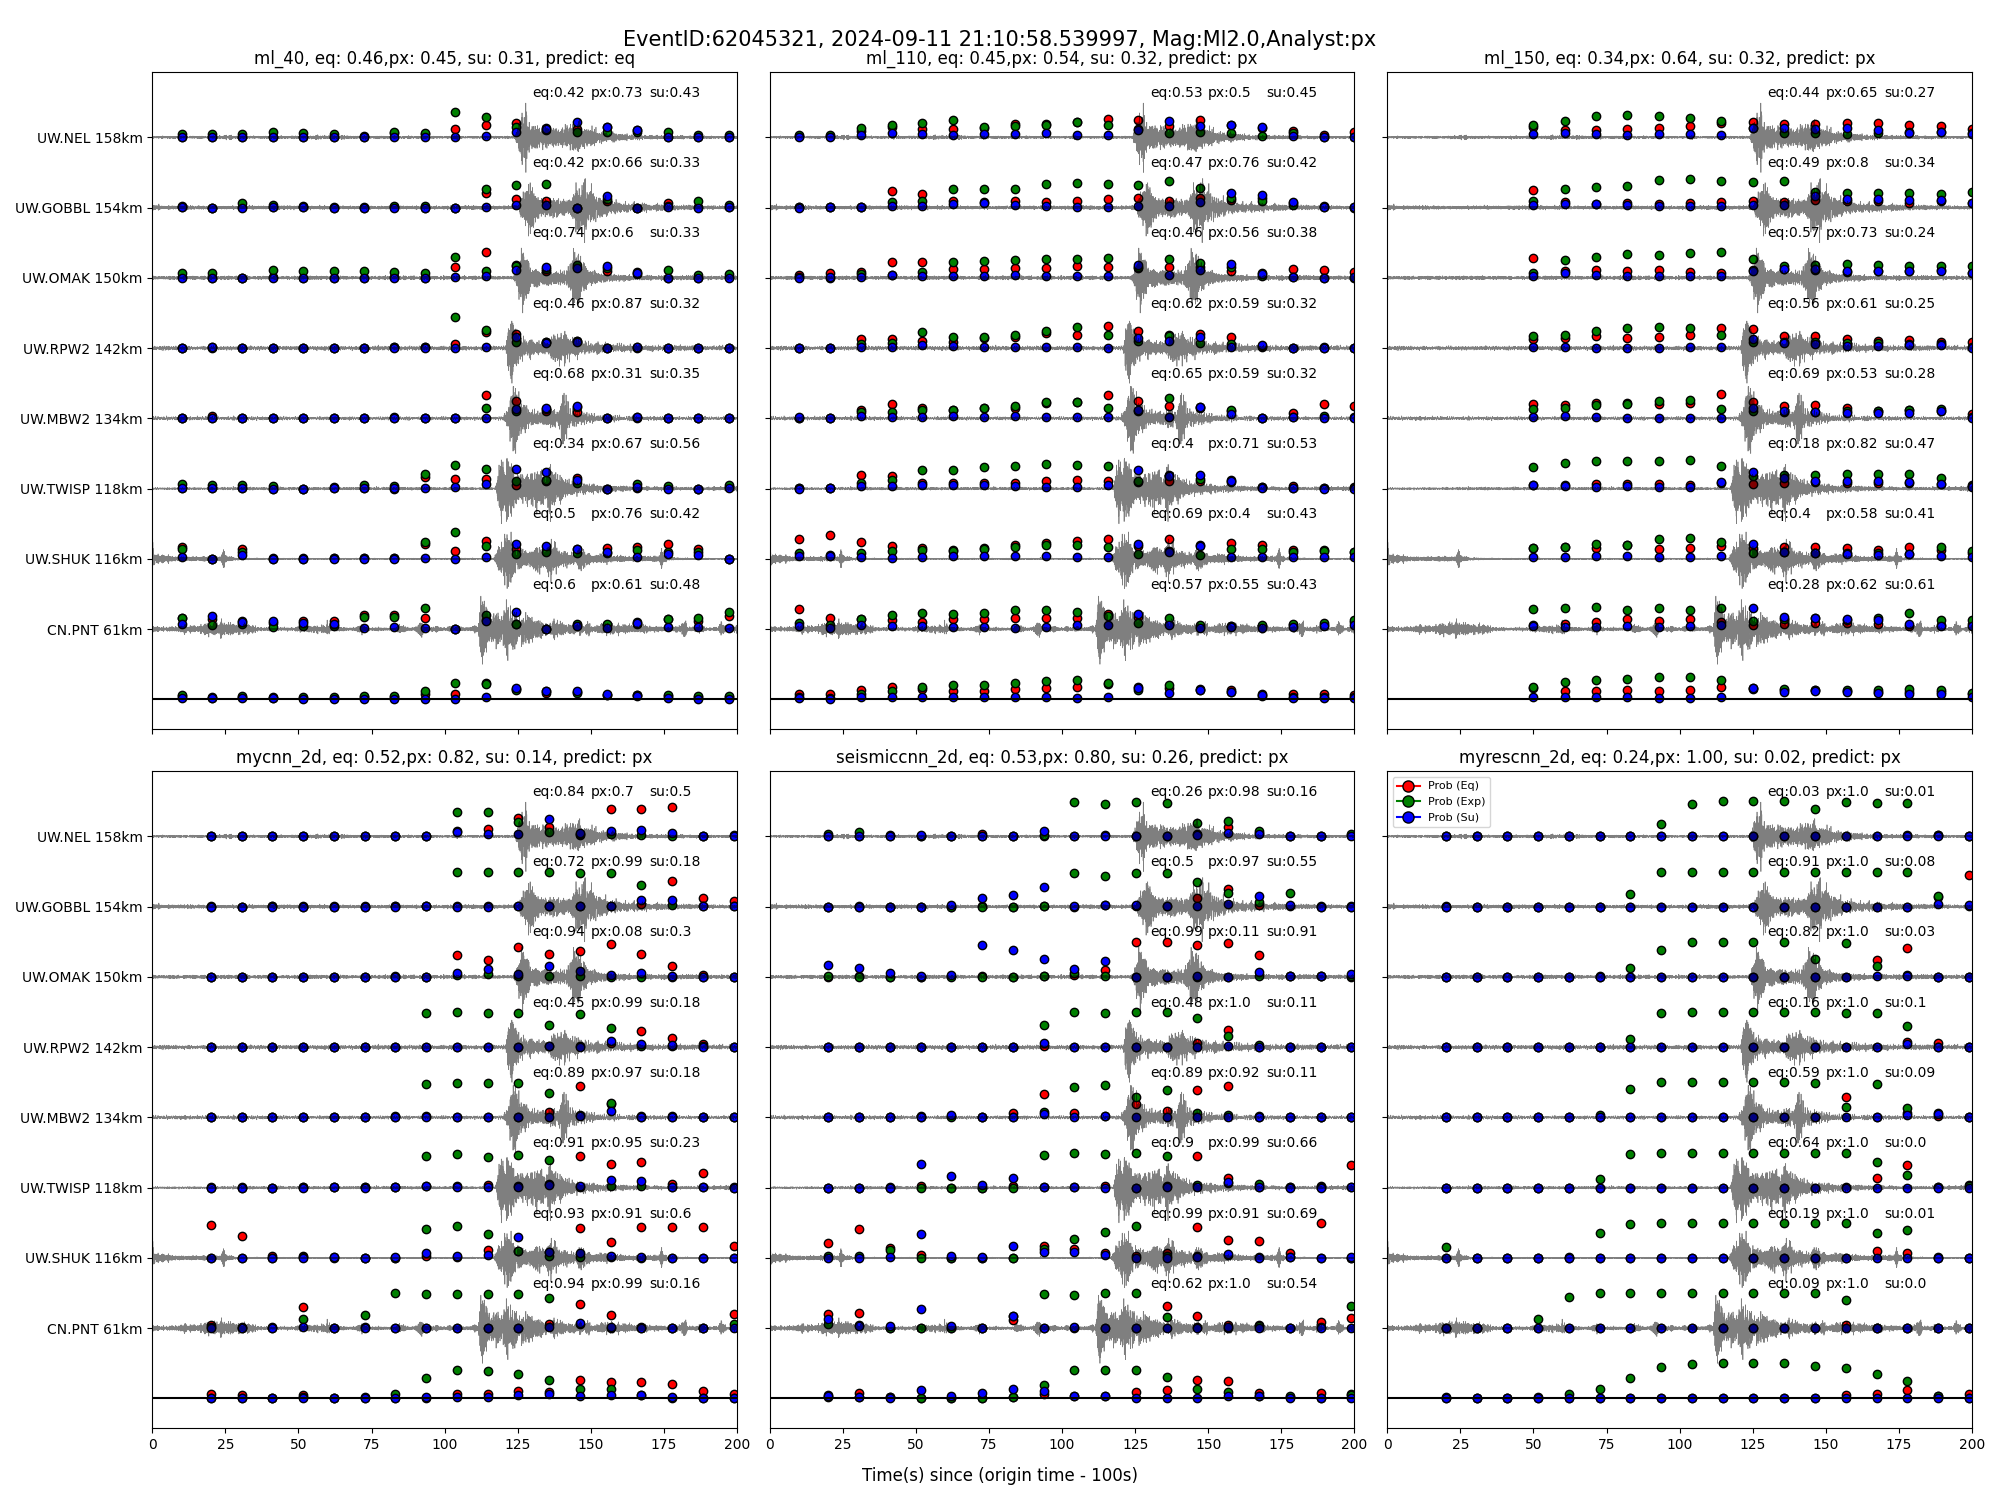 EventID:62045321, 2024-09-11 21:10:58.539997, Mag:Ml2.0,Analyst:px
ml_40, eq: 0.46,px: 0.45, su: 0.31, predict: eq
UW.NEL 158km
eq:0.42 px:0.73 su:0.43
UW.GOBBL 154km
eq:0.42 px:0.66 su:0.33
UW.OMAK 150km
eq:0.74 px:0.6 su:0.33
UW.RPW2 142km
eq:0.46 px:0.87 su:0.32
UW.MBW2 134km
eq:0.68 px:0.31 su:0.35
UW.TWISP 118km
eq:0.34 px:0.67 su:0.56
UW.SHUK 116km
eq:0.5 px:0.76 su:0.42
CN.PNT 61km
eq:0.6 px:0.61 su:0.48
ml_110, eq: 0.45,px: 0.54, su: 0.32, predict: px
eq:0.53 px:0.5 su:0.45
eq:0.47 px:0.76 su:0.42
eq:0.46 px:0.56 su:0.38
eq:0.62 px:0.59 su:0.32
eq:0.65 px:0.59 su:0.32
eq:0.4 px:0.71 su:0.53
eq:0.69 px:0.4 su:0.43
eq:0.57 px:0.55 su:0.43
ml_150, eq: 0.34,px: 0.64, su: 0.32, predict: px
eq:0.44 px:0.65 su:0.27
eq:0.49 px:0.8 su:0.34
eq:0.57 px:0.73 su:0.24
eq:0.56 px:0.61 su:0.25
eq:0.69 px:0.53 su:0.28
eq:0.18 px:0.82 su:0.47
eq:0.4 px:0.58 su:0.41
eq:0.28 px:0.62 su:0.61
mycnn_2d, eq: 0.52,px: 0.82, su: 0.14, predict: px
UW.NEL 158km
eq:0.84 px:0.7 su:0.5
UW.GOBBL 154km
eq:0.72 px:0.99 su:0.18
UW.OMAK 150km
eq:0.94 px:0.08 su:0.3
UW.RPW2 142km
eq:0.45 px:0.99 su:0.18
UW.MBW2 134km
eq:0.89 px:0.97 su:0.18
UW.TWISP 118km
eq:0.91 px:0.95 su:0.23
UW.SHUK 116km
eq:0.93 px:0.91 su:0.6
CN.PNT 61km
eq:0.94 px:0.99 su:0.16
0 25 50 75 100 125 150 175 200
seismiccnn_2d, eq: 0.53,px: 0.80, su: 0.26, predict: px
eq:0.26 px:0.98 su:0.16
eq:0.5 px:0.97 su:0.55
eq:0.99 px:0.11 su:0.91
eq:0.48 px:1.0 su:0.11
eq:0.89 px:0.92 su:0.11
eq:0.9 px:0.99 su:0.66
eq:0.99 px:0.91 su:0.69
eq:0.62 px:1.0 su:0.54
0 25 50 75 100 125 150 175 200
myrescnn_2d, eq: 0.24,px: 1.00, su: 0.02, predict: px
Prob (Eq)
Prob (Exp)
Prob (Su)
eq:0.03 px:1.0 su:0.01
eq:0.91 px:1.0 su:0.08
eq:0.82 px:1.0 su:0.03
eq:0.16 px:1.0 su:0.1
eq:0.59 px:1.0 su:0.09
eq:0.64 px:1.0 su:0.0
eq:0.19 px:1.0 su:0.01
eq:0.09 px:1.0 su:0.0
0 25 50 75 100 125 150 175 200
Time(s) since (origin time - 100s)